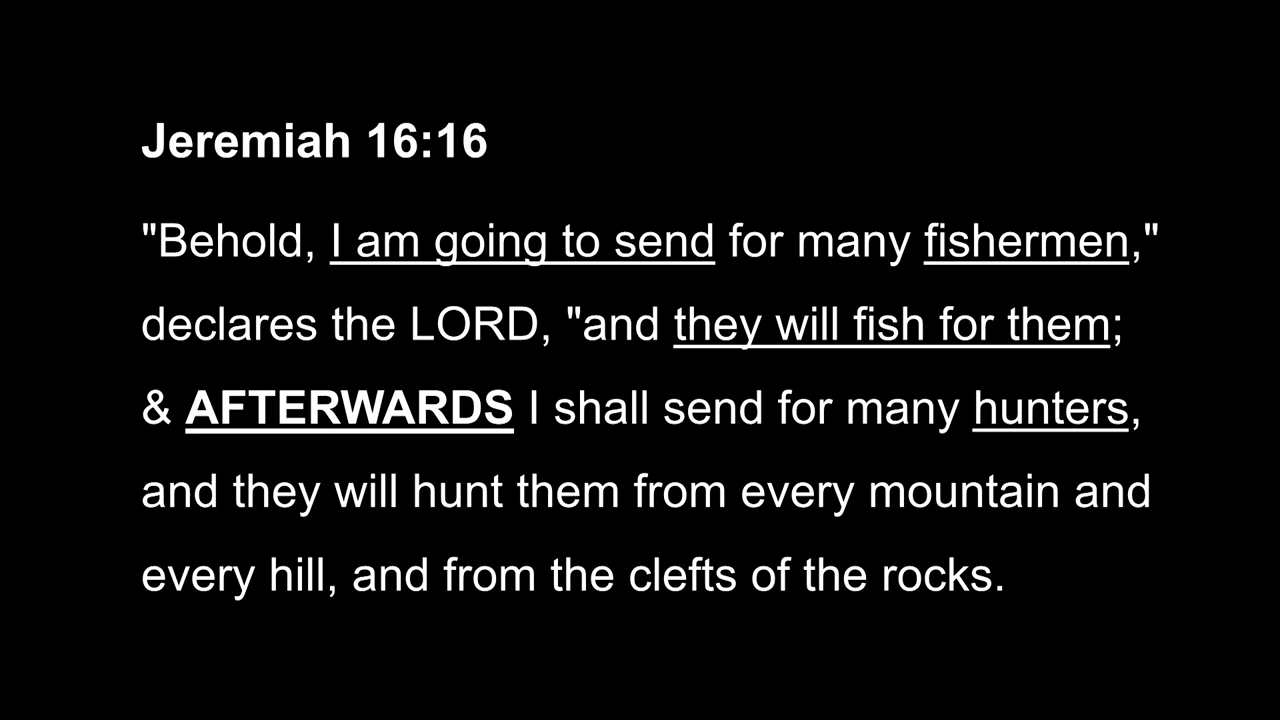 Jeremiah 16:16
"Behold, I am going to send for many fishermen,"
declares the LORD, "and they will fish for them;
& AFTERWARDS I shall send for many hunters,
and they will hunt them from every mountain and
every hill, and from the clefts of the rocks.